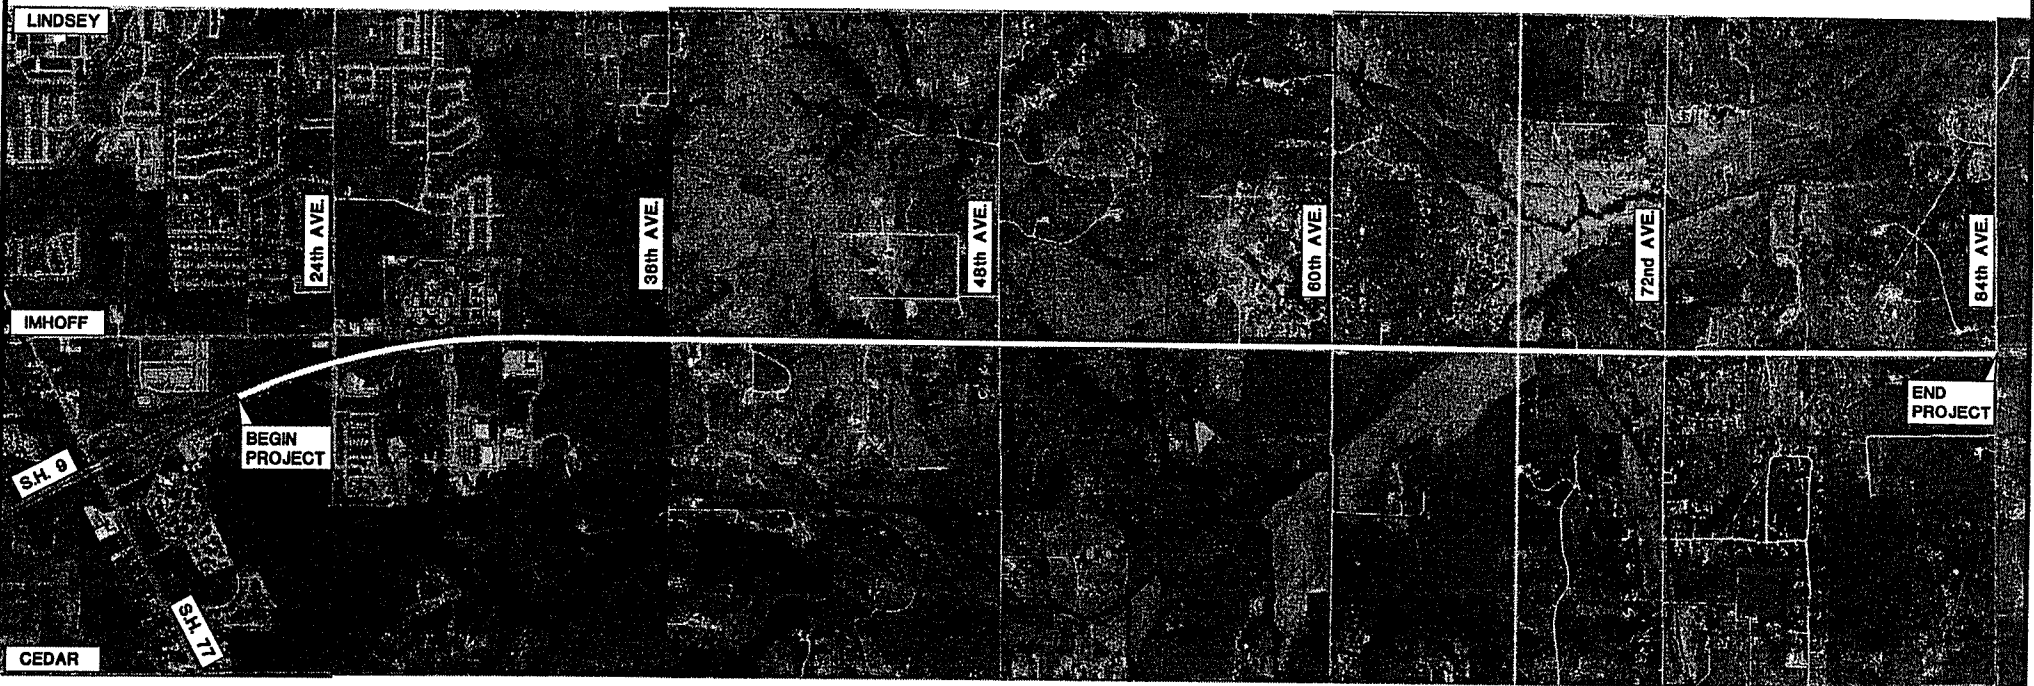 LINDSEY
24th AVE.
36th AVE.
48th AVE.
60th AVE.
72nd AVE.
84th AVE.
IMHOFF
BEGIN
PROJECT
END
PROJECT
S.H. 9
S.H. 77
CEDAR